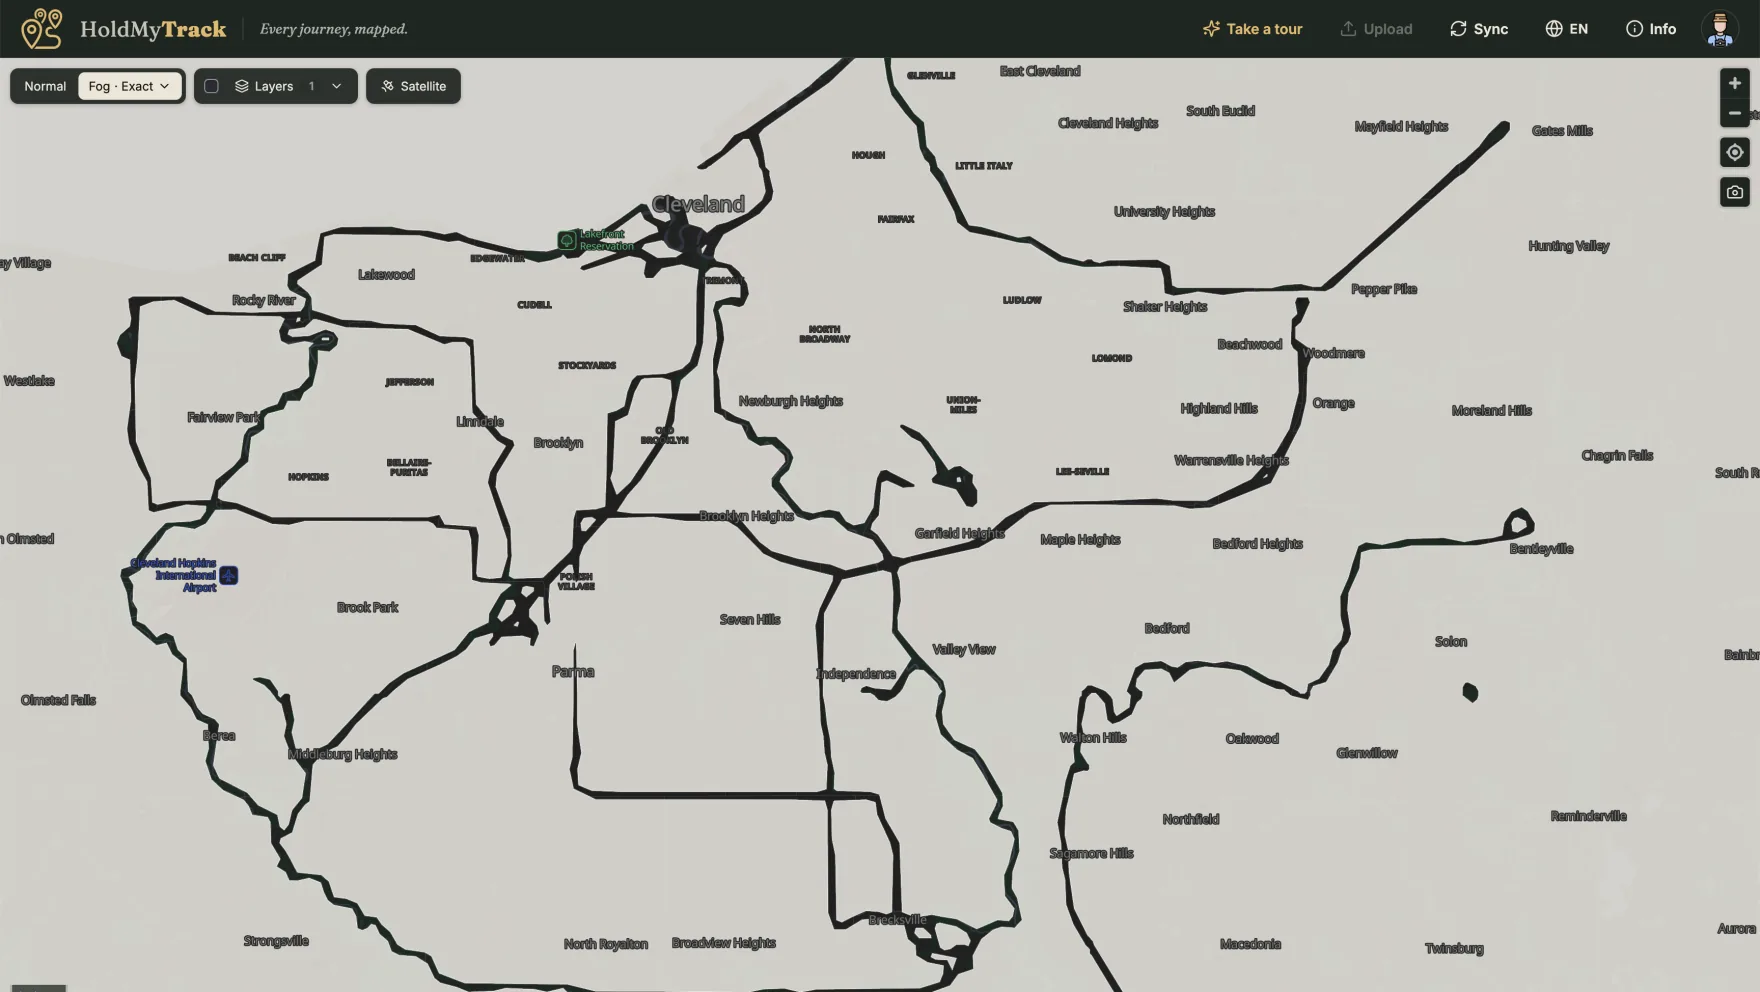 HoldMyTrack
Every journey, mapped.
Take a tour
Upload
Sync
EN
Info
Normal
Fog · Exact
Layers 1
Satellite
GLENVILLE
East Cleveland
South Euclid
Cleveland Heights
Mayfield Heights
Gates Mills
HOUGH
LITTLE ITALY
Cleveland
University Heights
FAIRFAX
Lakefront
Reservation
Hunting Valley
BEACH CLIFF
EDGEWATER
ay Village
Lakewood
TREMONT
Pepper Pike
Rocky River
CUDELL
LUDLOW
Shaker Heights
NORTH
BROADWAY
Beachwood
Woodmere
LOMOND
STOCKYARDS
Westlake
JEFFERSON
Newburgh Heights
UNION-
MILES
Highland Hills
Orange
Moreland Hills
Fairview Park
Linndale
OLD
BROOKLYN
Brooklyn
Chagrin Falls
Warrensville Heights
BELLAIRE-
PURITAS
HOPKINS
LEE-SEVILLE
South R
Brooklyn Heights
Garfield Heights
n Olmsted
Maple Heights
Bedford Heights
Bentleyville
Cleveland Hopkins
International
Airport
POLISH
VILLAGE
Brook Park
Seven Hills
Bedford
Solon
Valley View
Bainbr
Parma
Independence
Olmsted Falls
Berea
Walton Hills
Oakwood
Glenwillow
Middleburg Heights
Northfield
Reminderville
Sagamore Hills
Brecksville
Aurora
Strongsville
North Royalton
Broadview Heights
Macedonia
Twinsburg